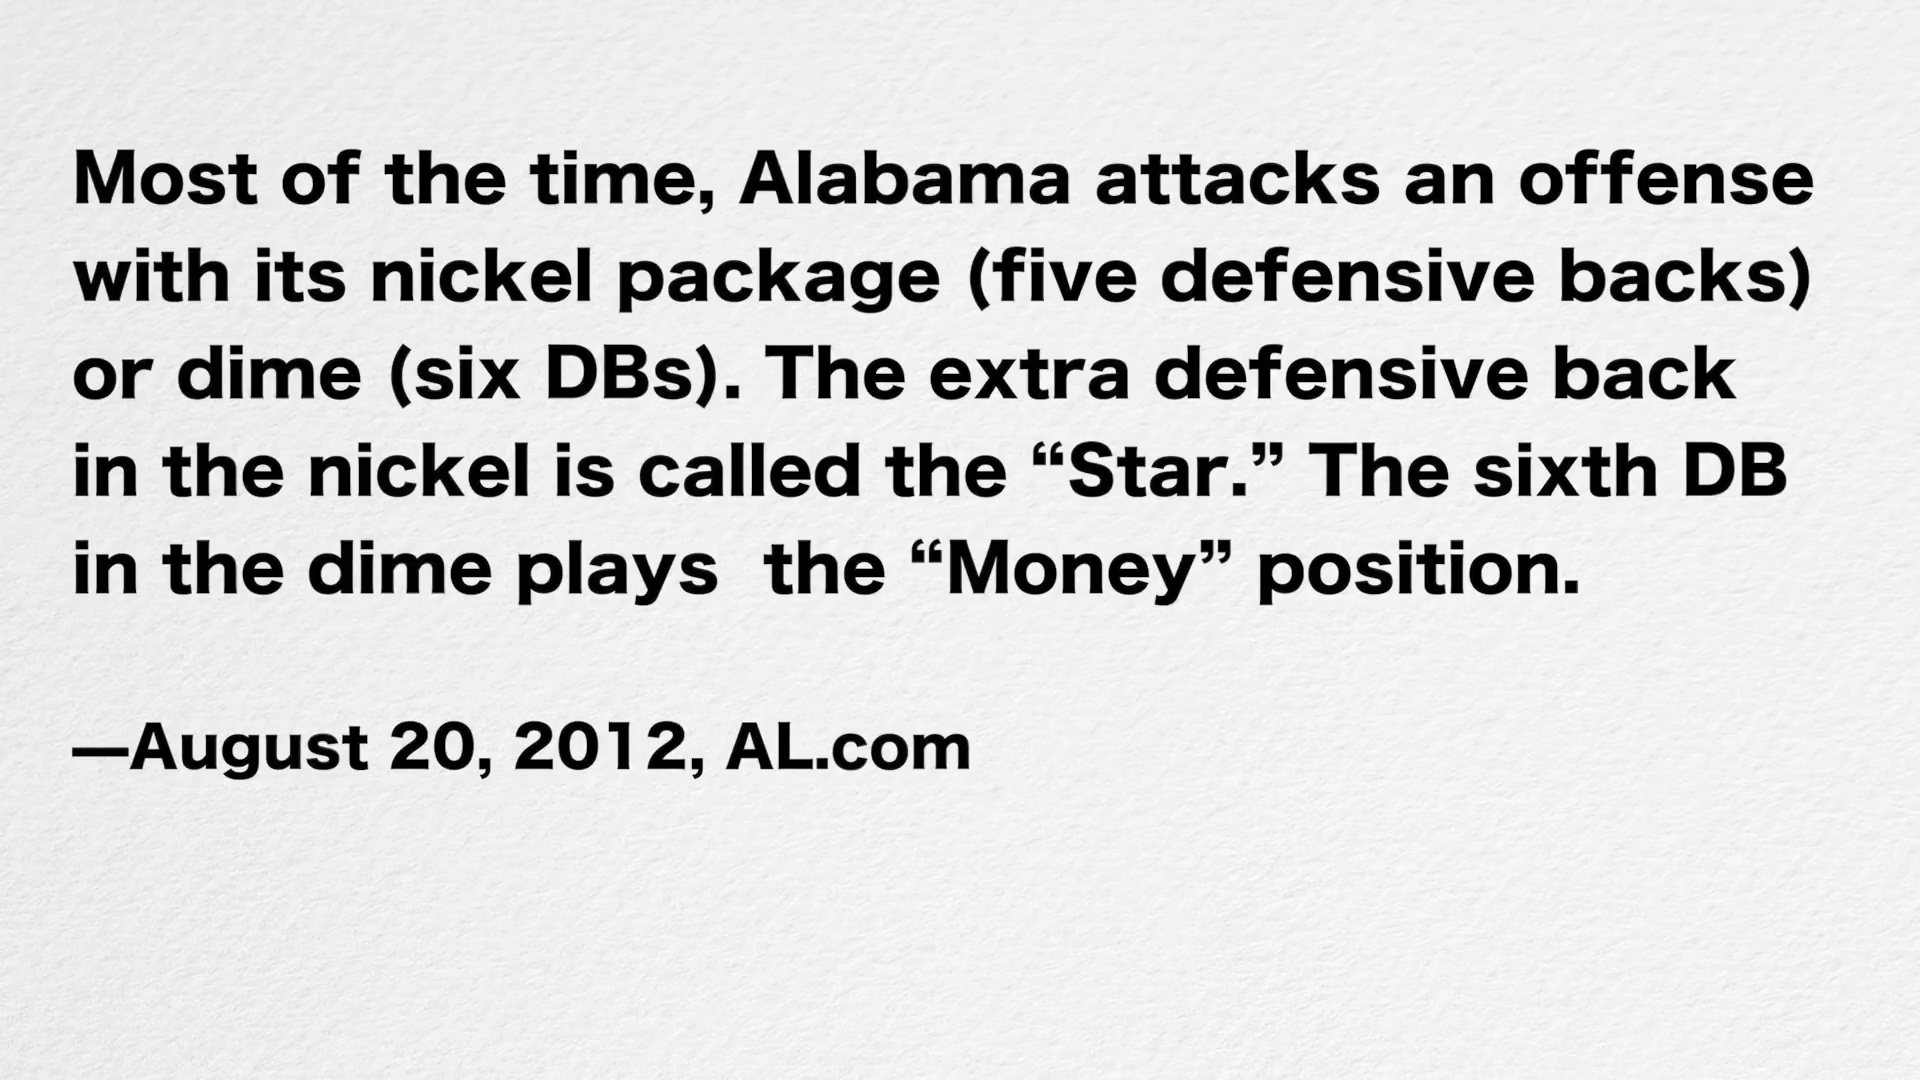 Most of the time, Alabama attacks an offense
with its nickel package (five defensive backs)
or dime (six DBs). The extra defensive back
in the nickel is called the “Star.” The sixth DB
in the dime plays  the “Money” position.
—August 20, 2012, AL.com